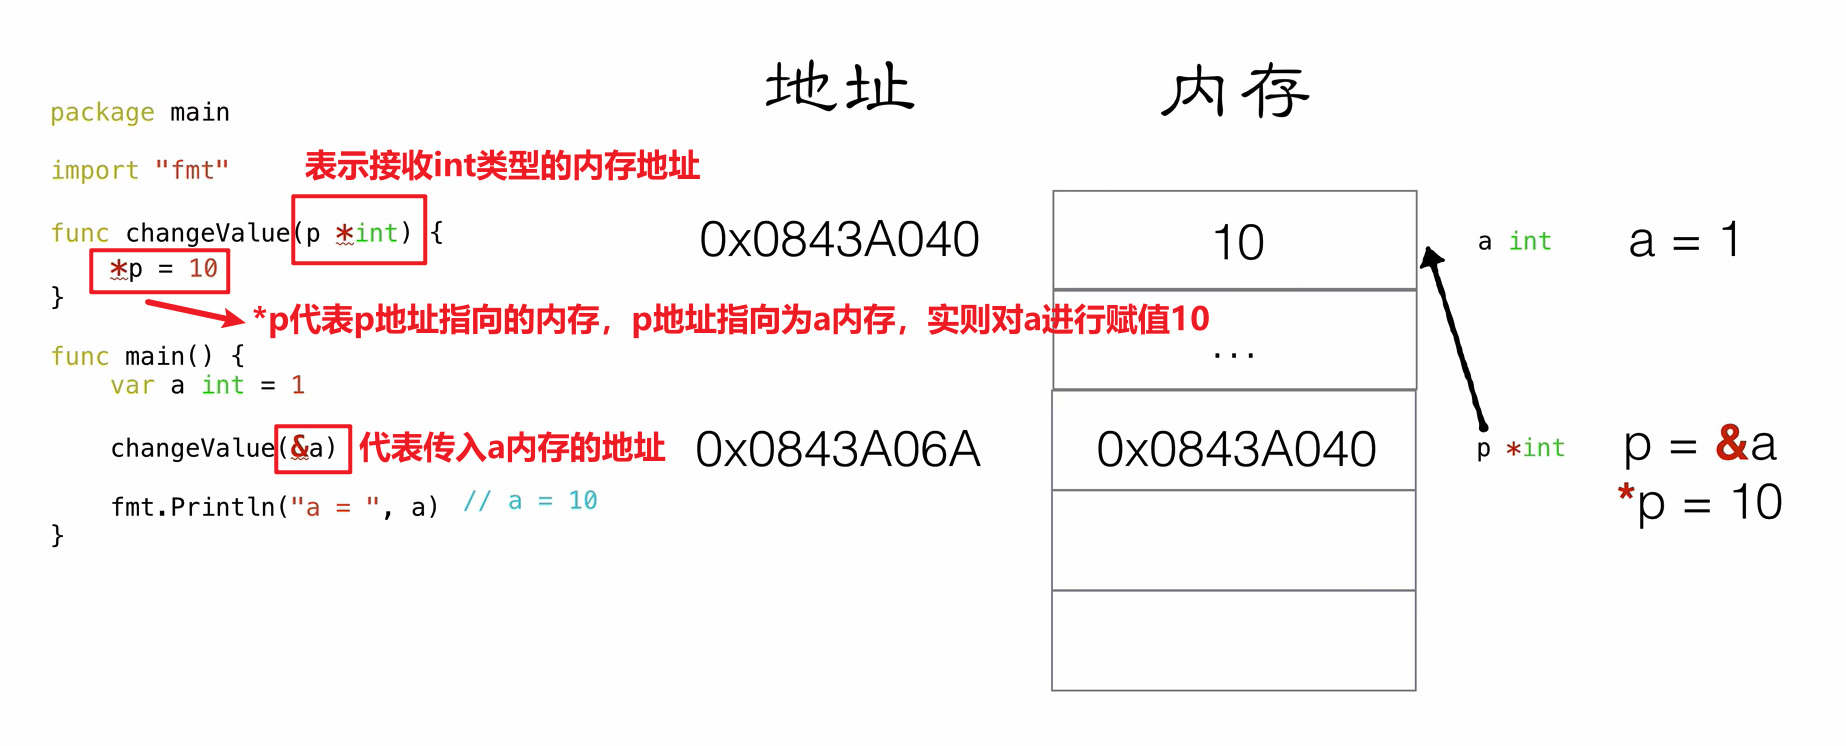 地址
内存
package main
import "fmt"
表示接收int类型的内存地址
func changeValue(p *int) {
*p = 10
}
*p代表p地址指向的内存，p地址指向为a内存，实则对a进行赋值10
func main() {
var a int = 1
changeValue(&a)
代表传入a内存的地址
fmt.Println("a = ", a) // a = 10
}
0x0843A040
10
a int
a = 1
...
0x0843A06A
0x0843A040
p *int
p = &a
*p = 10